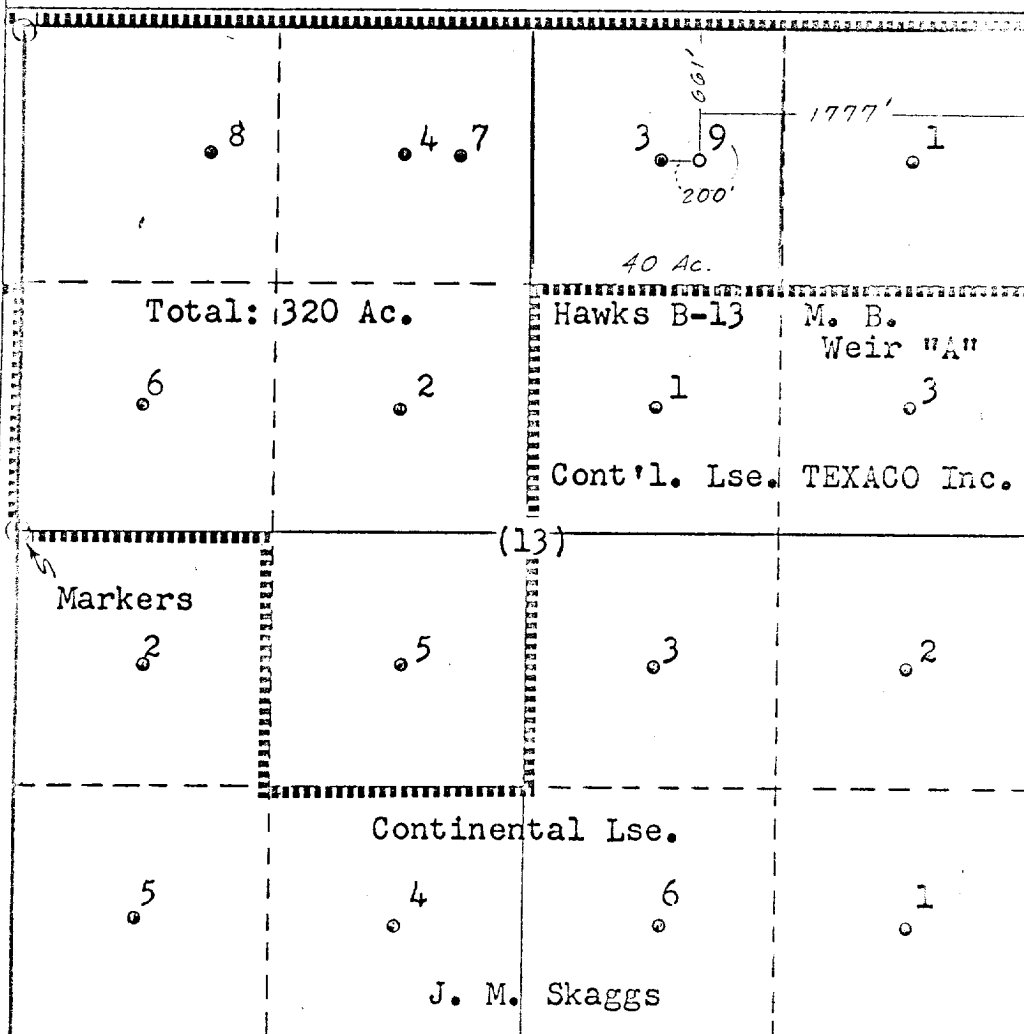 661'
1777'
8
4
7
3
9
1
200'
40 Ac.
Total: 320 Ac.
Hawks B-13
M. B.
Weir "A"
6
2
1
3
Cont'l. Lse.
TEXACO Inc.
(13)
Markers
2
5
3
2
Continental Lse.
5
4
6
1
J. M. Skaggs